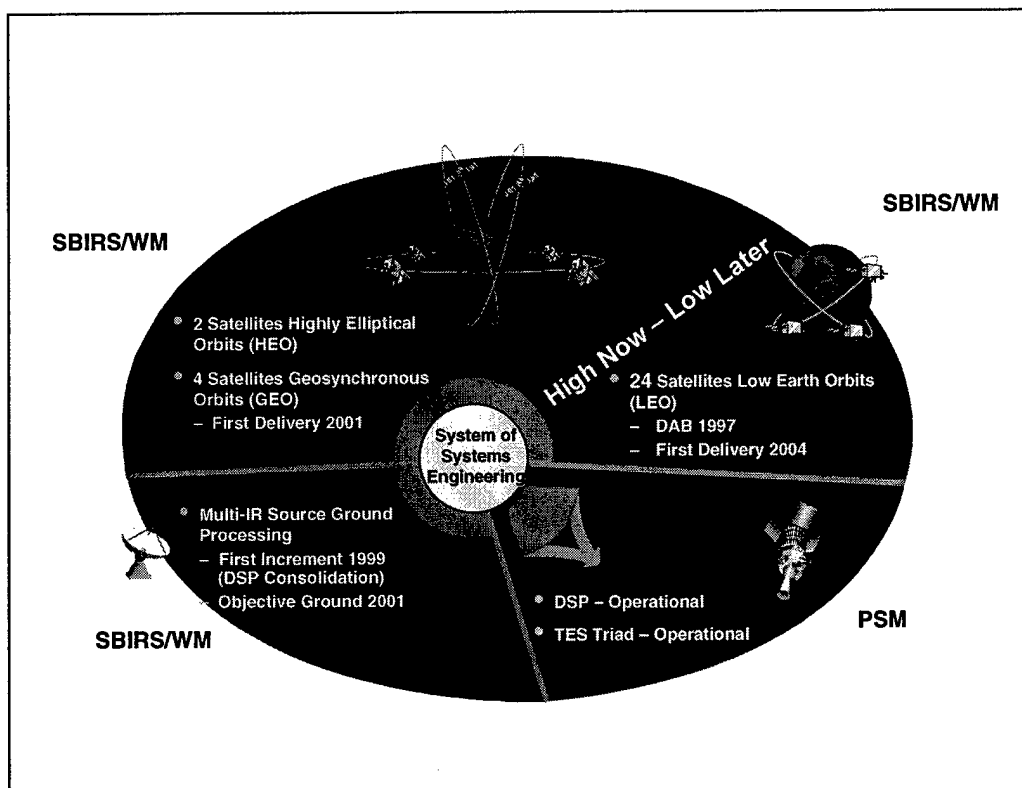 SBIRS/WM
SBIRS/WM
• 2 Satellites Highly Elliptical
Orbits (HEO)
• 4 Satellites Geosynchronous
Orbits (GEO)
– First Delivery 2001
High Now – Low Later
• 24 Satellites Low Earth Orbits
(LEO)
– DAB 1997
– First Delivery 2004
System of
Systems
Engineering
• Multi-IR Source Ground
Processing
– First Increment 1999
(DSP Consolidation)
– Objective Ground 2001
SBIRS/WM
• DSP – Operational
• TES Triad – Operational
PSM